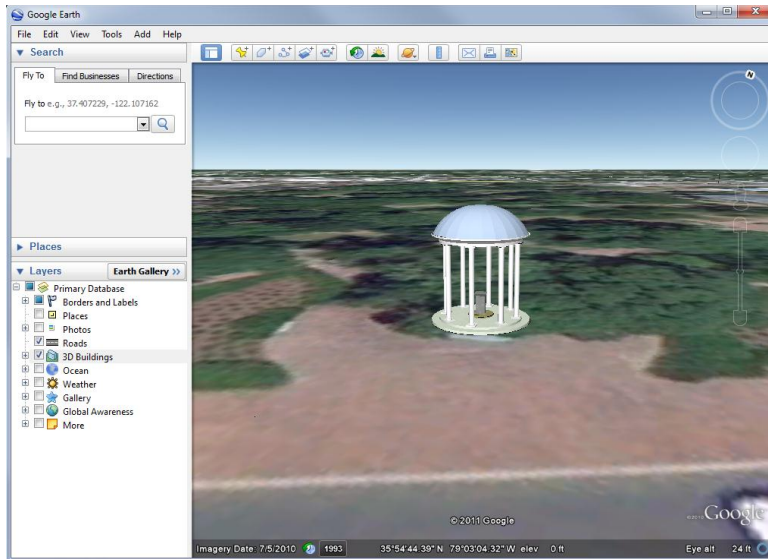 Google Earth
File Edit View Tools Add Help
Search
Fly To Find Businesses Directions
Fly to e.g., 37.407229, -122.107162
Places
Layers Earth Gallery >>
Primary Database
Borders and Labels
Places
Photos
Roads
3D Buildings
Ocean
Weather
Gallery
Global Awareness
More
N
© 2011 Google
Google
Imagery Date: 7/5/2010 1993 35°54'44.39" N 79°03'04.32" W elev 0 ft Eye alt 24 ft